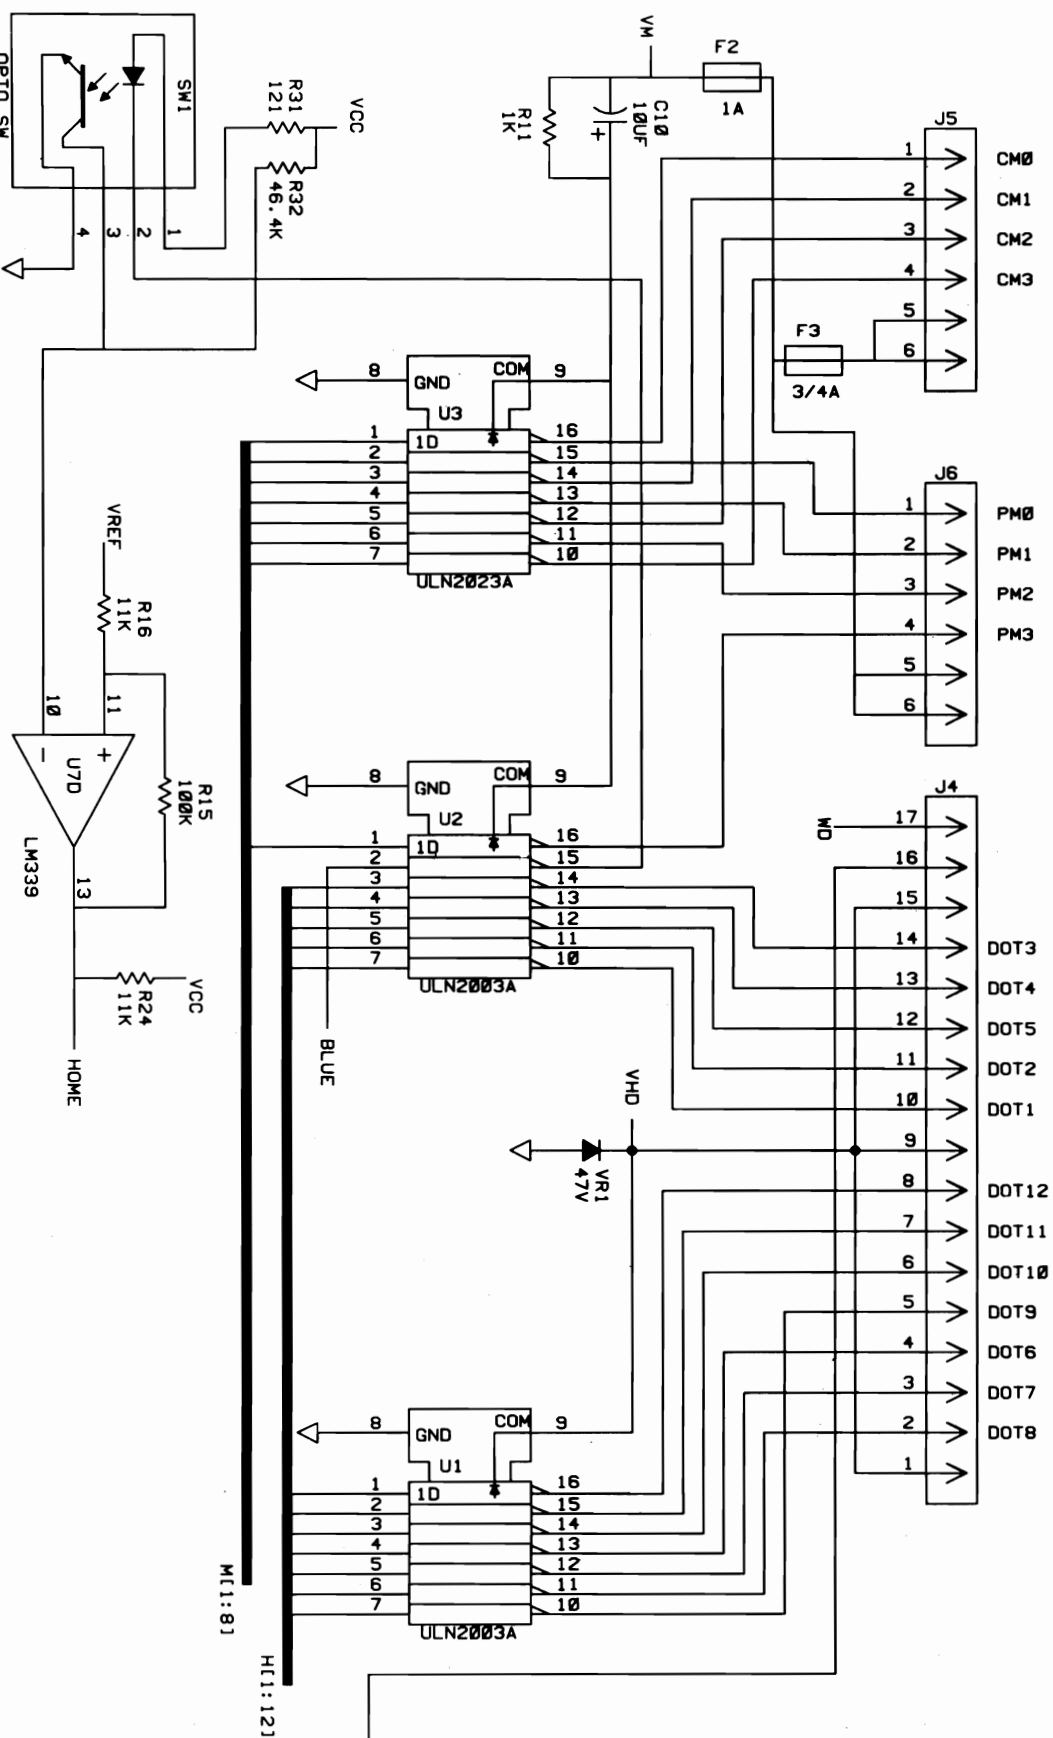 J5
1 CM0
2 CM1
3 CM2
4 CM3
5
6
F2
1A
F3
3/4A
VM
C10
10UF
+
R11
1K
VCC
R31
121
R32
46.4K
SW1
OPTO SW
1
2
3
4
8 GND COM 9
U3
1 1D 16
2 15
3 14
4 13
5 12
6 11
7 10
ULN2023A
J6
1 PM0
2 PM1
3 PM2
4 PM3
5
6
VREF
R16
11K
11
10
+
-
U7D
LM339
13
R15
100K
R24
11K
VCC
HOME
8 GND COM 9
U2
1 1D 16
2 15
3 14
4 13
5 12
6 11
7 10
ULN2003A
BLUE
J4
WD 17
16
15
14 DOT3
13 DOT4
12 DOT5
11 DOT2
10 DOT1
9
8 DOT12
7 DOT11
6 DOT10
5 DOT9
4 DOT6
3 DOT7
2 DOT8
1
VHD
VR1
47V
8 GND COM 9
U1
1 1D 16
2 15
3 14
4 13
5 12
6 11
7 10
ULN2003A
M[1:8]
H[1:12]